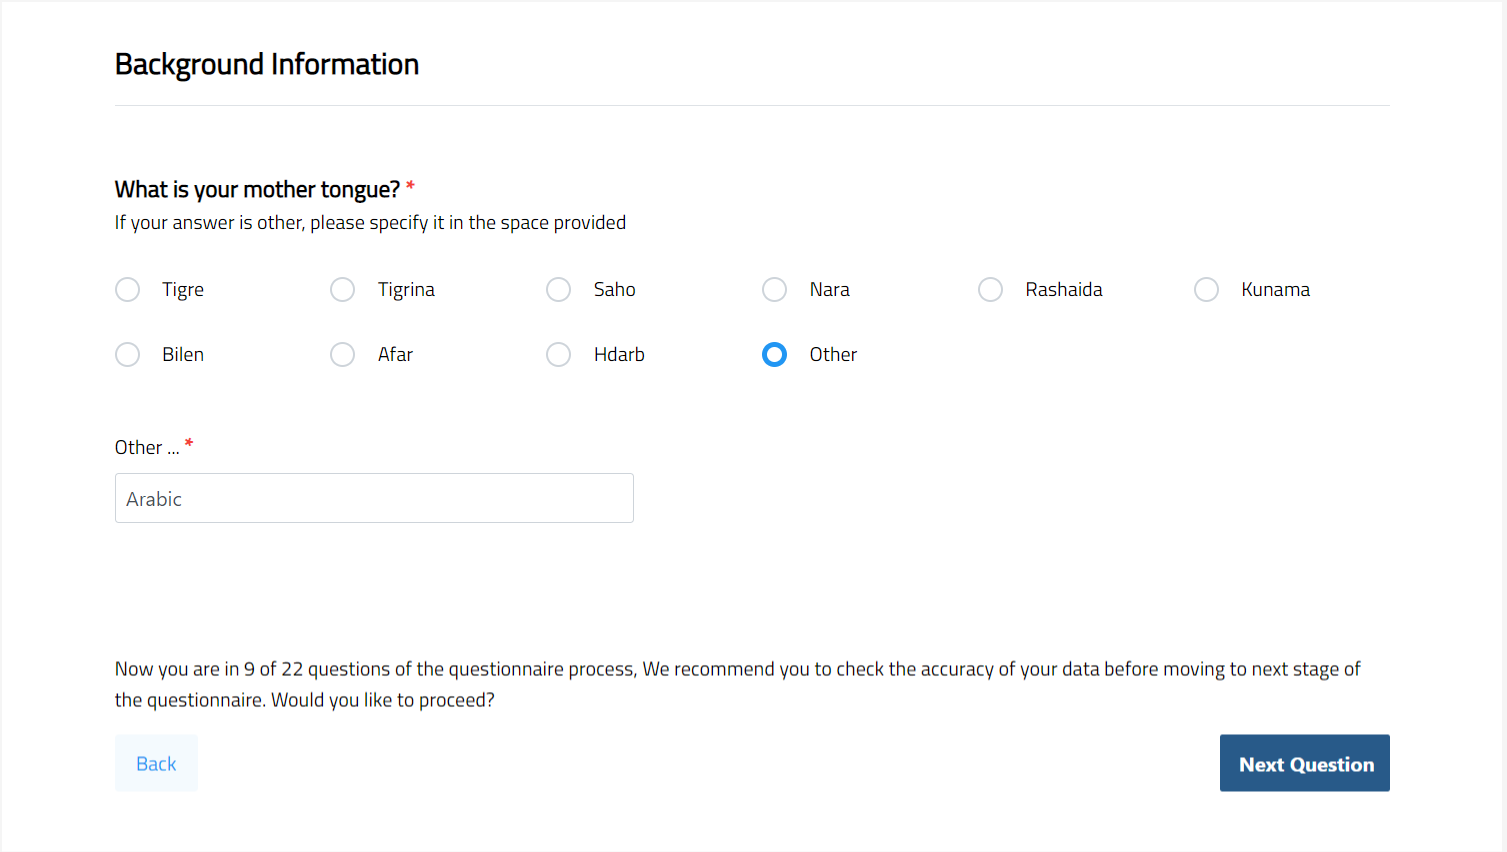 Background Information
What is your mother tongue? *
If your answer is other, please specify it in the space provided
Tigre Tigrina Saho Nara Rashaida Kunama
Bilen Afar Hdarb Other
Other ... *
Arabic
Now you are in 9 of 22 questions of the questionnaire process, We recommend you to check the accuracy of your data before moving to next stage of
the questionnaire. Would you like to proceed?
Back Next Question